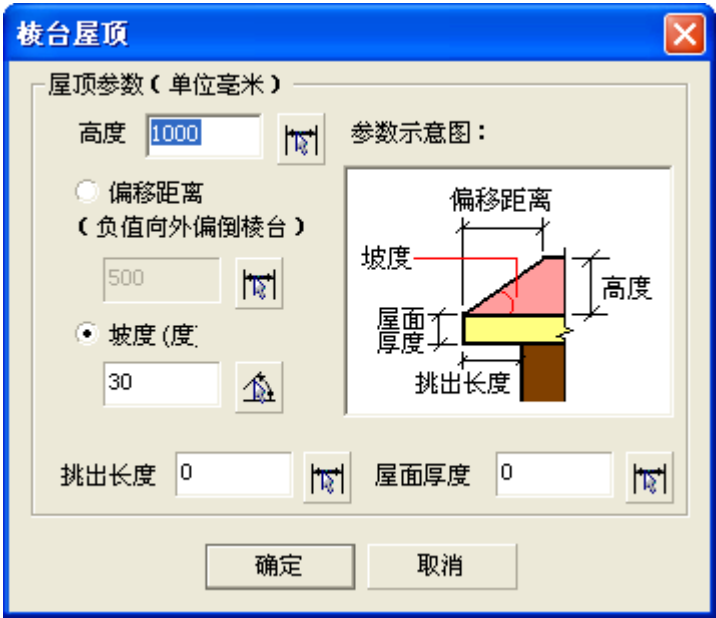 棱台屋顶
屋顶参数(单位毫米)
高度 1000
参数示意图:
偏移距离
(负值向外偏倒棱台)
500
坡度(度
30
偏移距离
坡度
高度
屋面
厚度
挑出长度
挑出长度 0
屋面厚度 0
确定
取消